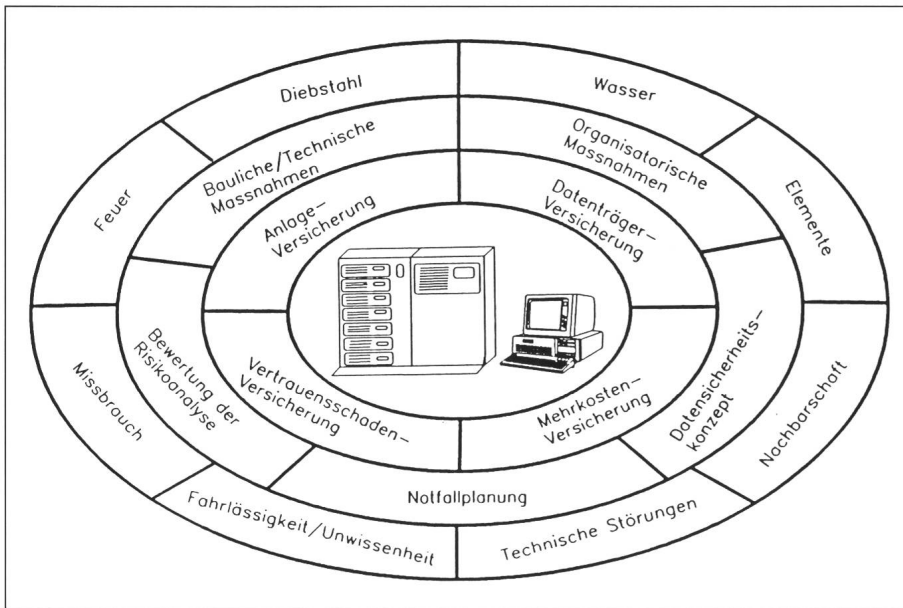 Diebstahl
Wasser
Elemente
Nachbarschaft
Technische Störungen
Fahrlässigkeit/Unwissenheit
Missbrauch
Feuer
Bauliche/Technische
Massnahmen
Organisatorische
Massnahmen
Datensicherheits-
konzept
Notfallplanung
Bewertung der
Risikoanalyse
Anlage-
Versicherung
Datenträger-
Versicherung
Mehrkosten-
Versicherung
Vertrauensschaden-
Versicherung